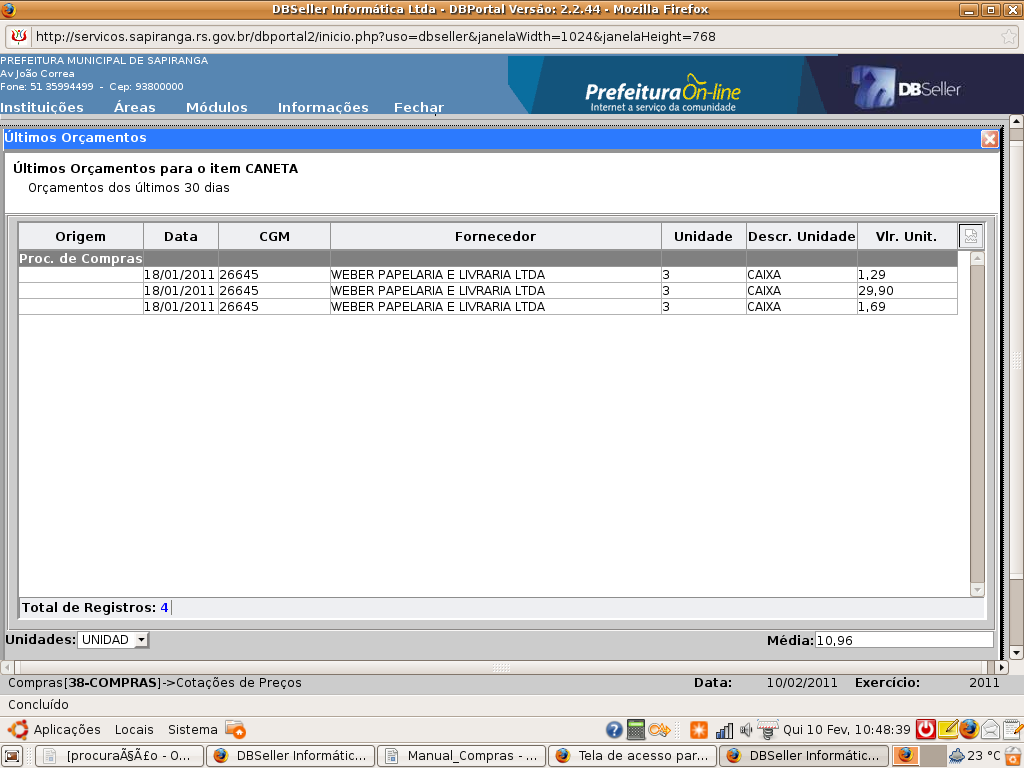 DBSeller Informática Ltda - DBPortal Versão: 2.2.44 - Mozilla Firefox
http://servicos.sapiranga.rs.gov.br/dbportal2/inicio.php?uso=dbseller&janelaWidth=1024&janelaHeight=768
PREFEITURA MUNICIPAL DE SAPIRANGA
Av João Correa
Fone: 51 35994499 - Cep: 93800000
Instituições Áreas Módulos Informações Fechar
PrefeituraOn-line
Internet a serviço da comunidade
DBSeller
Últimos Orçamentos
Últimos Orçamentos para o item CANETA
Orçamentos dos últimos 30 dias
Origem Data CGM Fornecedor Unidade Descr. Unidade Vlr. Unit.
Proc. de Compras
18/01/2011 26645 WEBER PAPELARIA E LIVRARIA LTDA 3 CAIXA 1,29
18/01/2011 26645 WEBER PAPELARIA E LIVRARIA LTDA 3 CAIXA 29,90
18/01/2011 26645 WEBER PAPELARIA E LIVRARIA LTDA 3 CAIXA 1,69
Total de Registros: 4
Unidades: UNIDAD Média: 10,96
Compras[38-COMPRAS]->Cotações de Preços Data: 10/02/2011 Exercício: 2011
Concluído
Aplicações Locais Sistema Qui 10 Fev, 10:48:39
[procuraÃ§Ã£o - O... DBSeller Informátic... Manual_Compras - ... Tela de acesso par... DBSeller Informátic... 23 °C